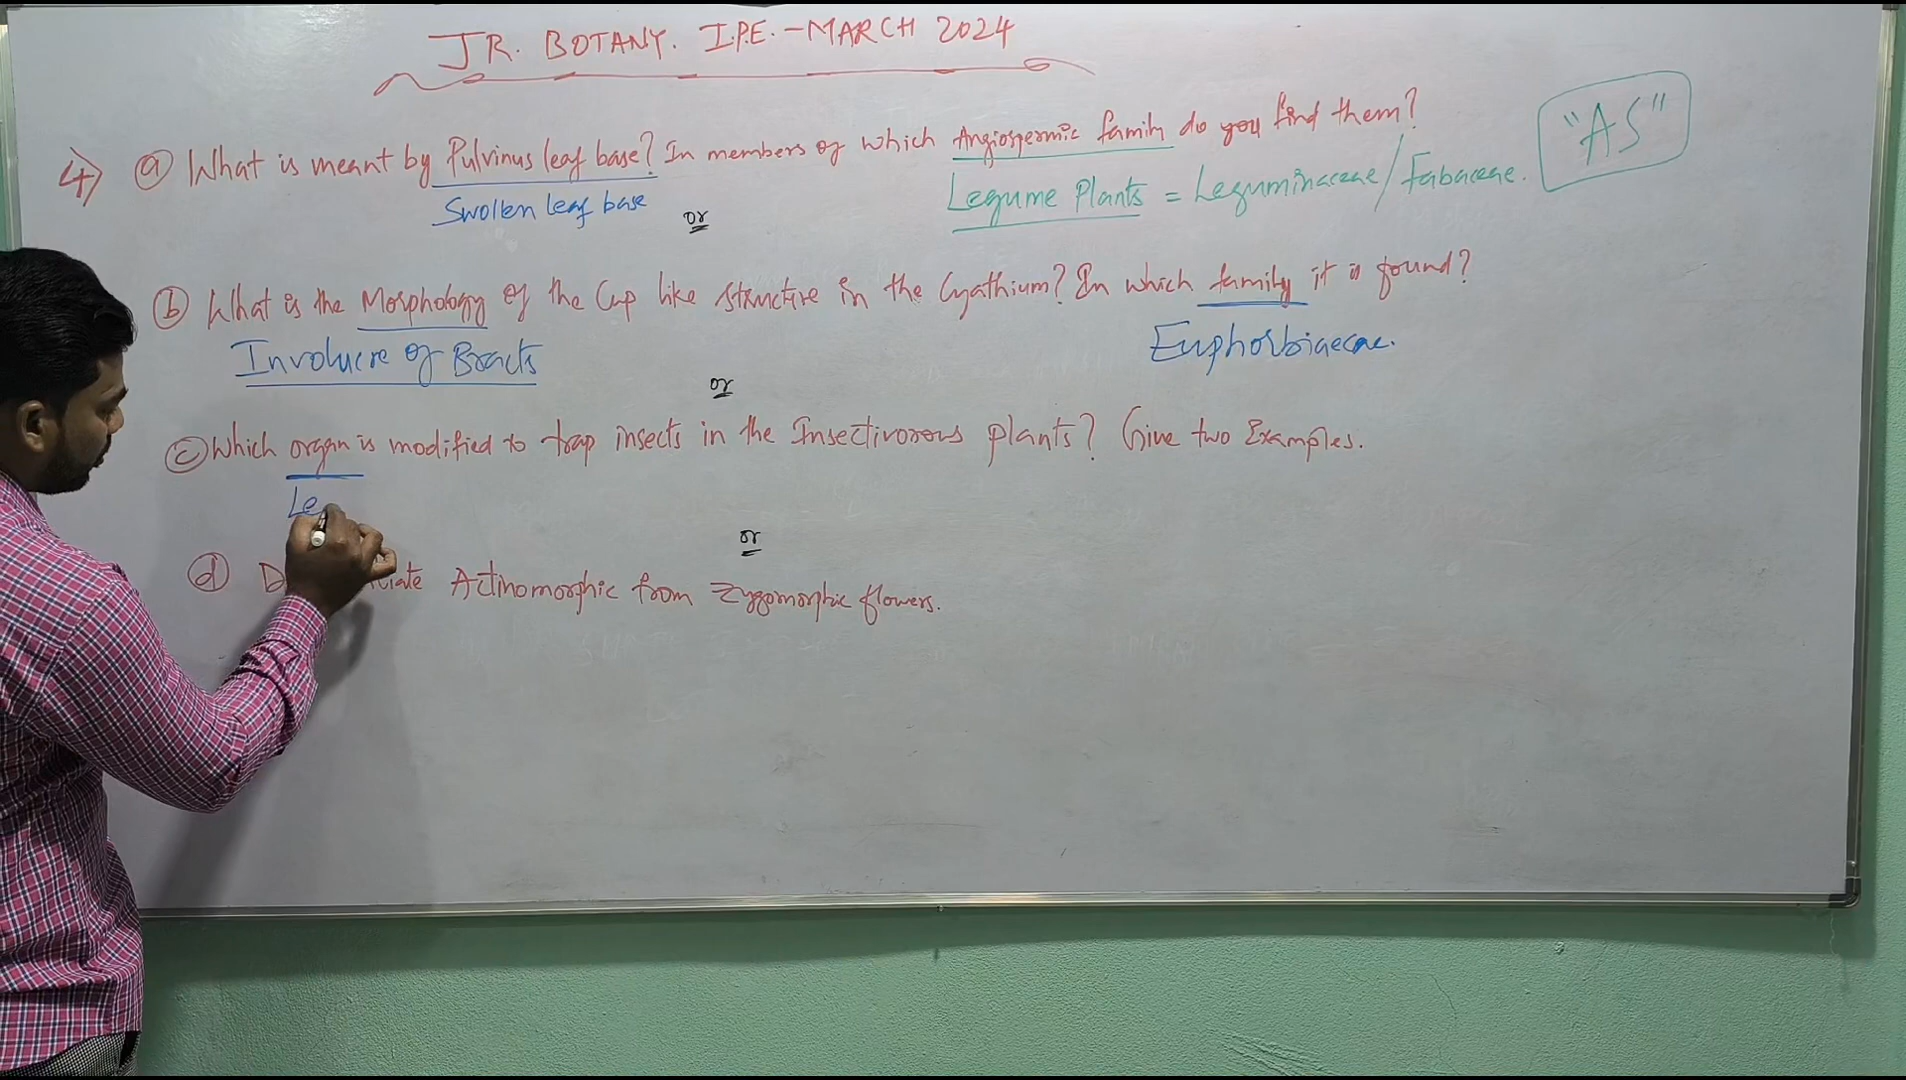 JR. BOTANY. I.P.E. - MARCH 2024
"AS"
4) a) What is meant by Pulvinus leaf base? In members of which Angiospermic family do you find them?
Swollen leaf base
Legume Plants = Leguminaceae/Fabaceae.
or
b) What is the Morphology of the Cup like structure in the Cyathium? In which family it is found?
Involucre of Bracts
Euphorbiaecae.
or
c) Which organ is modified to trap insects in the Insectivorous plants? Give two Examples.
Le
or
d) Actinomorphic from Zygomorphic flowers.